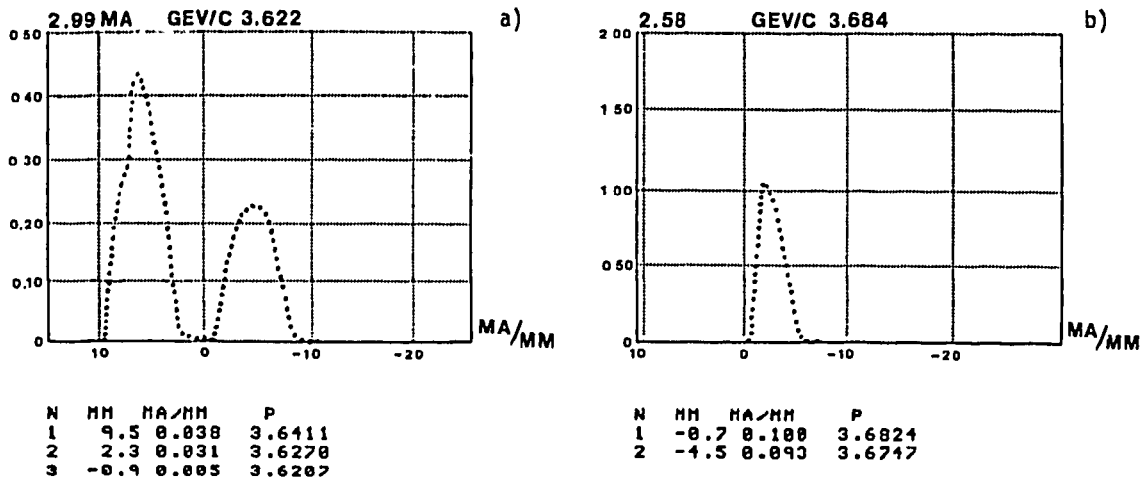 2.99 MA GEV/C 3.622 a)
0 50
0 40
0 30
0 20
0.10
0
10 0 -10 -20
MA/MM
N MM MA/MM P
1 9.5 0.038 3.6411
2 2.3 0.031 3.6270
3 -0.9 0.005 3.6207
2.58 GEV/C 3.684 b)
2 00
1.50
1 00
0 50
0
10 0 -10 -20
MA/MM
N MM MA/MM P
1 -0.7 0.100 3.6824
2 -4.5 0.093 3.6747